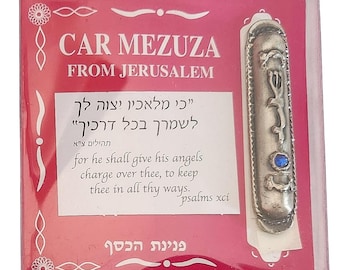 CAR MEZUZA
FROM JERUSALEM
"כי מלאכיו יצוה לך
לשמרך בכל דרכיך"
תהילים צ"א
for he shall give his angels
charge over thee, to keep
thee in all thy ways.
psalms xci
פנינת הכסף